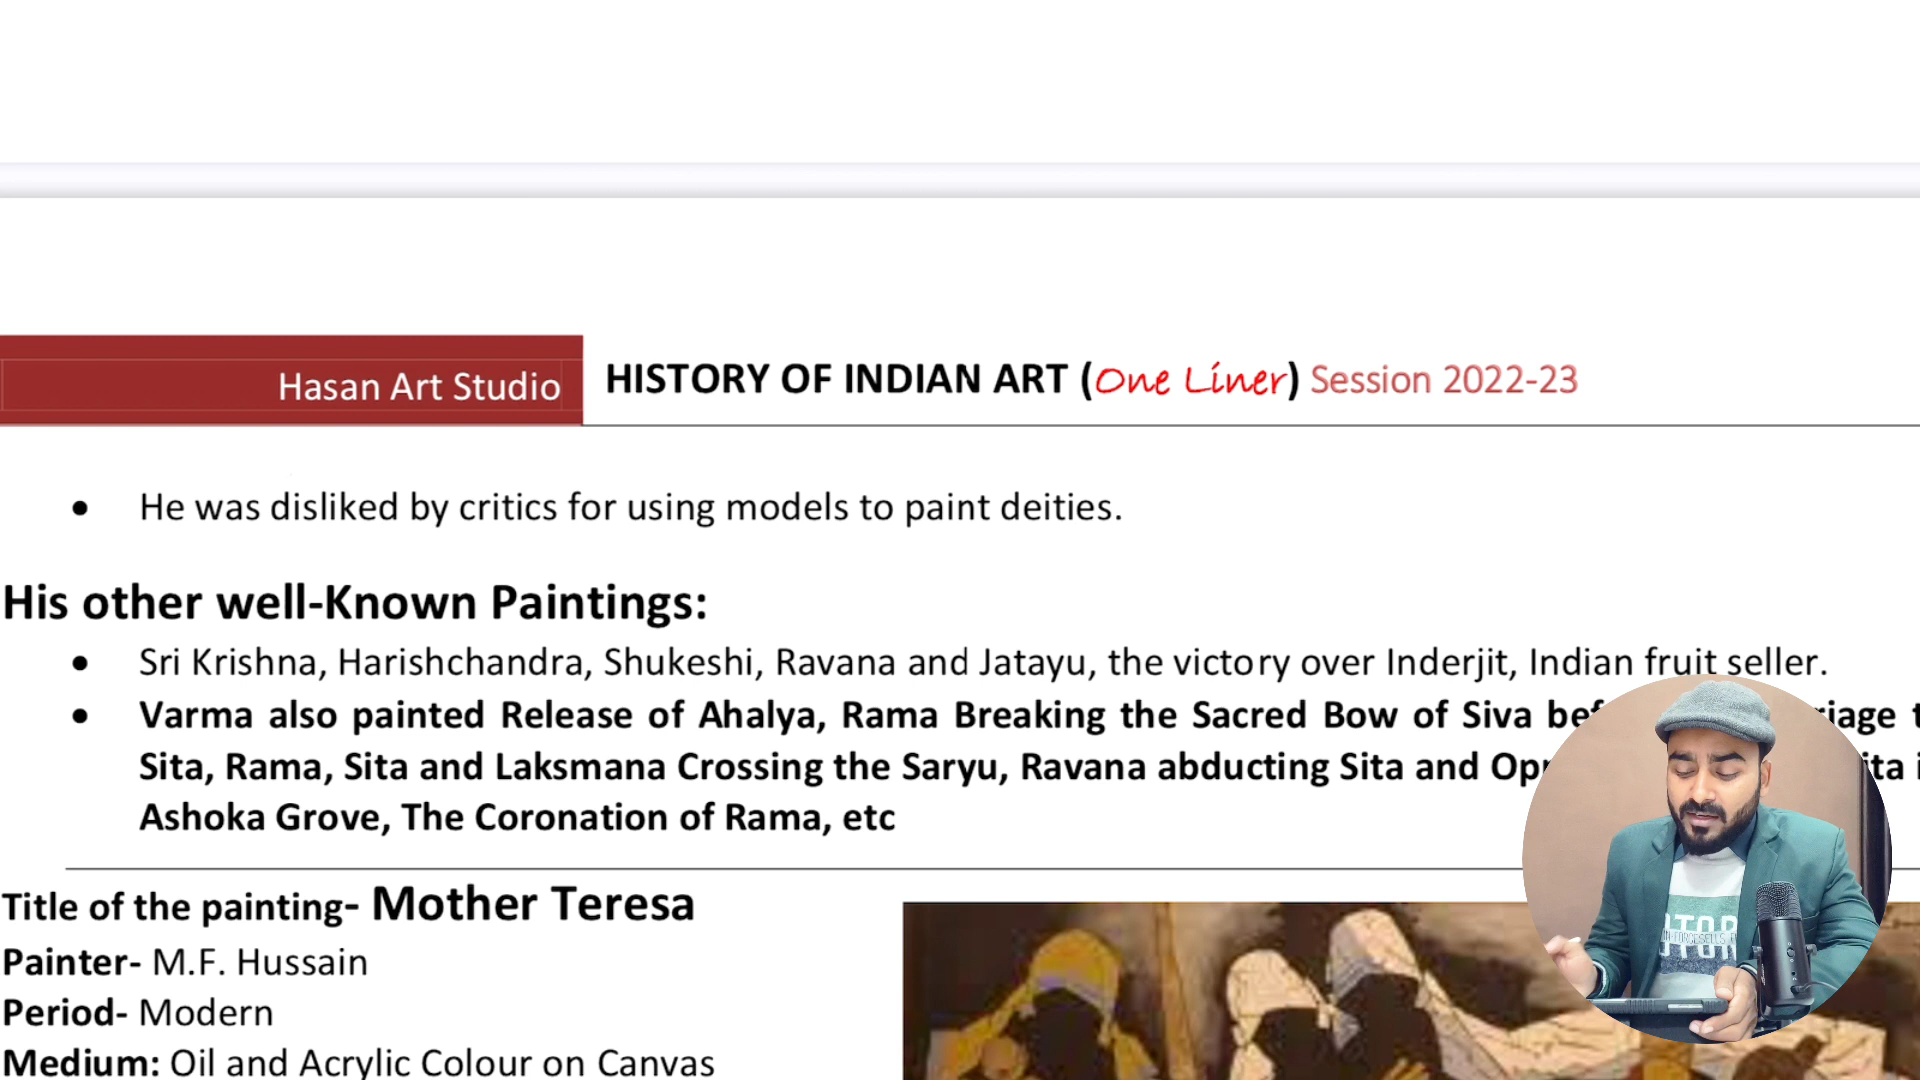 Hasan Art Studio HISTORY OF INDIAN ART (One Liner) Session 2022-23
• He was disliked by critics for using models to paint deities.
His other well-Known Paintings:
• Sri Krishna, Harishchandra, Shukeshi, Ravana and Jatayu, the victory over Inderjit, Indian fruit seller.
• Varma also painted Release of Ahalya, Rama Breaking the Sacred Bow of Siva
Sita, Rama, Sita and Laksmana Crossing the Saryu, Ravana abducting Sita and
Ashoka Grove, The Coronation of Rama, etc
Title of the painting- Mother Teresa
Painter- M.F. Hussain
Period- Modern
Medium: Oil and Acrylic Colour on Canvas